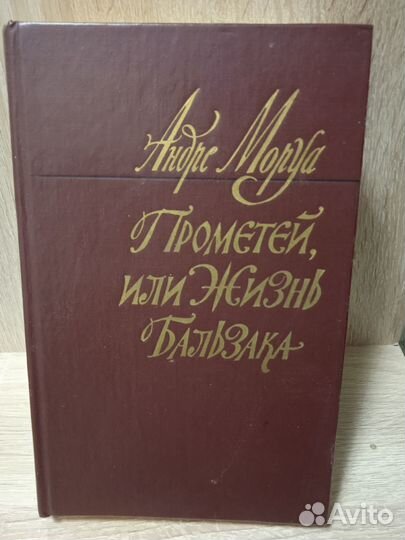 Андре Моруа
Прометей,
или Жизнь
Бальзака
Avito